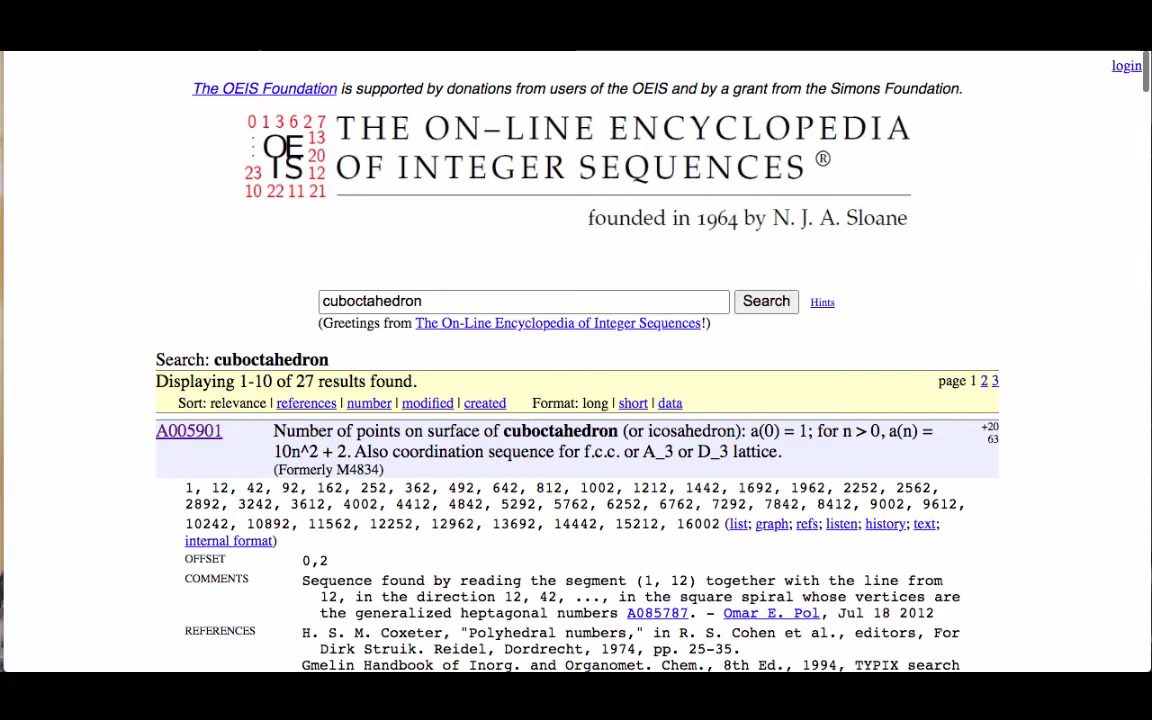 login
The OEIS Foundation is supported by donations from users of the OEIS and by a grant from the Simons Foundation.
0 1 3 6 2 7
: 13
: OE 20
23 IS 12
10 22 11 21
THE ON-LINE ENCYCLOPEDIA
OF INTEGER SEQUENCES ®
founded in 1964 by N. J. A. Sloane
cuboctahedron Search Hints
(Greetings from The On-Line Encyclopedia of Integer Sequences!)
Search: cuboctahedron
Displaying 1-10 of 27 results found. page 1 2 3
Sort: relevance | references | number | modified | created Format: long | short | data
A005901 Number of points on surface of cuboctahedron (or icosahedron): a(0) = 1; for n > 0, a(n) = +20
10n^2 + 2. Also coordination sequence for f.c.c. or A_3 or D_3 lattice. 63
(Formerly M4834)
1, 12, 42, 92, 162, 252, 362, 492, 642, 812, 1002, 1212, 1442, 1692, 1962, 2252, 2562,
2892, 3242, 3612, 4002, 4412, 4842, 5292, 5762, 6252, 6762, 7292, 7842, 8412, 9002, 9612,
10242, 10892, 11562, 12252, 12962, 13692, 14442, 15212, 16002 (list; graph; refs; listen; history; text;
internal format)
OFFSET 0,2
COMMENTS Sequence found by reading the segment (1, 12) together with the line from
12, in the direction 12, 42, ..., in the square spiral whose vertices are
the generalized heptagonal numbers A085787. - Omar E. Pol, Jul 18 2012
REFERENCES H. S. M. Coxeter, "Polyhedral numbers," in R. S. Cohen et al., editors, For
Dirk Struik. Reidel, Dordrecht, 1974, pp. 25-35.
Gmelin Handbook of Inorg. and Organomet. Chem., 8th Ed., 1994, TYPIX search